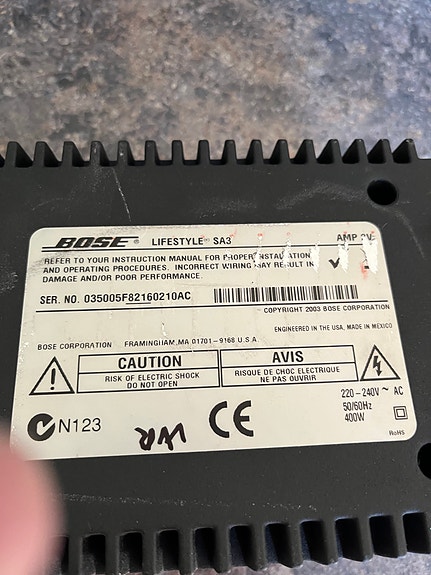 BOSE® LIFESTYLE® SA3 AMP
REFER TO YOUR INSTRUCTION MANUAL FOR PROPER INSTALLATION
AND OPERATING PROCEDURES. INCORRECT WIRING MAY RESULT IN
DAMAGE AND/OR POOR PERFORMANCE.
SER. NO. 035005F82160210AC
COPYRIGHT 2003 BOSE CORPORATION
ENGINEERED IN THE USA, MADE IN MEXICO
BOSE CORPORATION FRAMINGHAM, MA 01701-9168 U.S.A.
CAUTION
RISK OF ELECTRIC SHOCK
DO NOT OPEN
AVIS
RISQUE DE CHOC ELECTRIQUE
NE PAS OUVRIR
220-240V ~ AC
50/60Hz
400W
N123
CE
RoHS